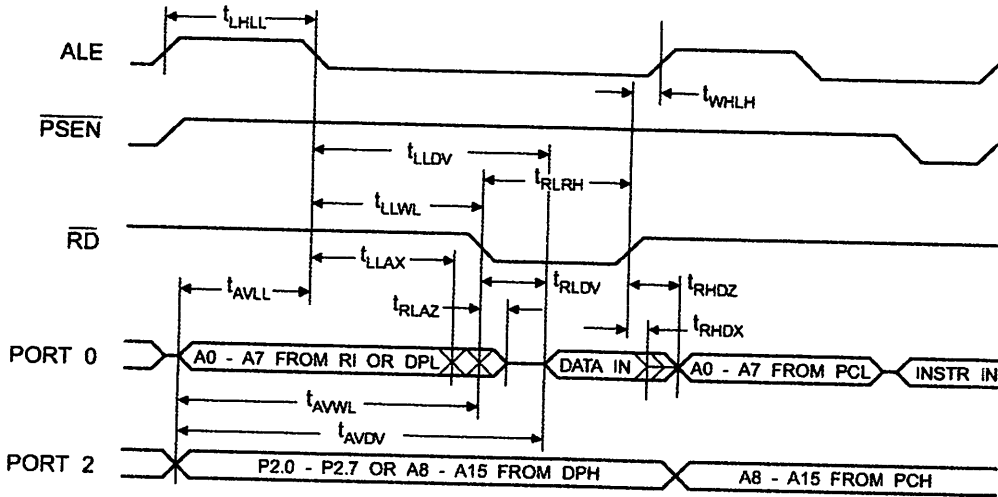 tLHLL
ALE
tWHLH
PSEN
tLLDV
tRLRH
tLLWL
RD
tLLAX
tAVLL
tRLDV
tRHDZ
tRLAZ
tRHDX
PORT 0
A0 - A7 FROM RI OR DPL
DATA IN
A0 - A7 FROM PCL
INSTR IN
tAVWL
tAVDV
PORT 2
P2.0 - P2.7 OR A8 - A15 FROM DPH
A8 - A15 FROM PCH